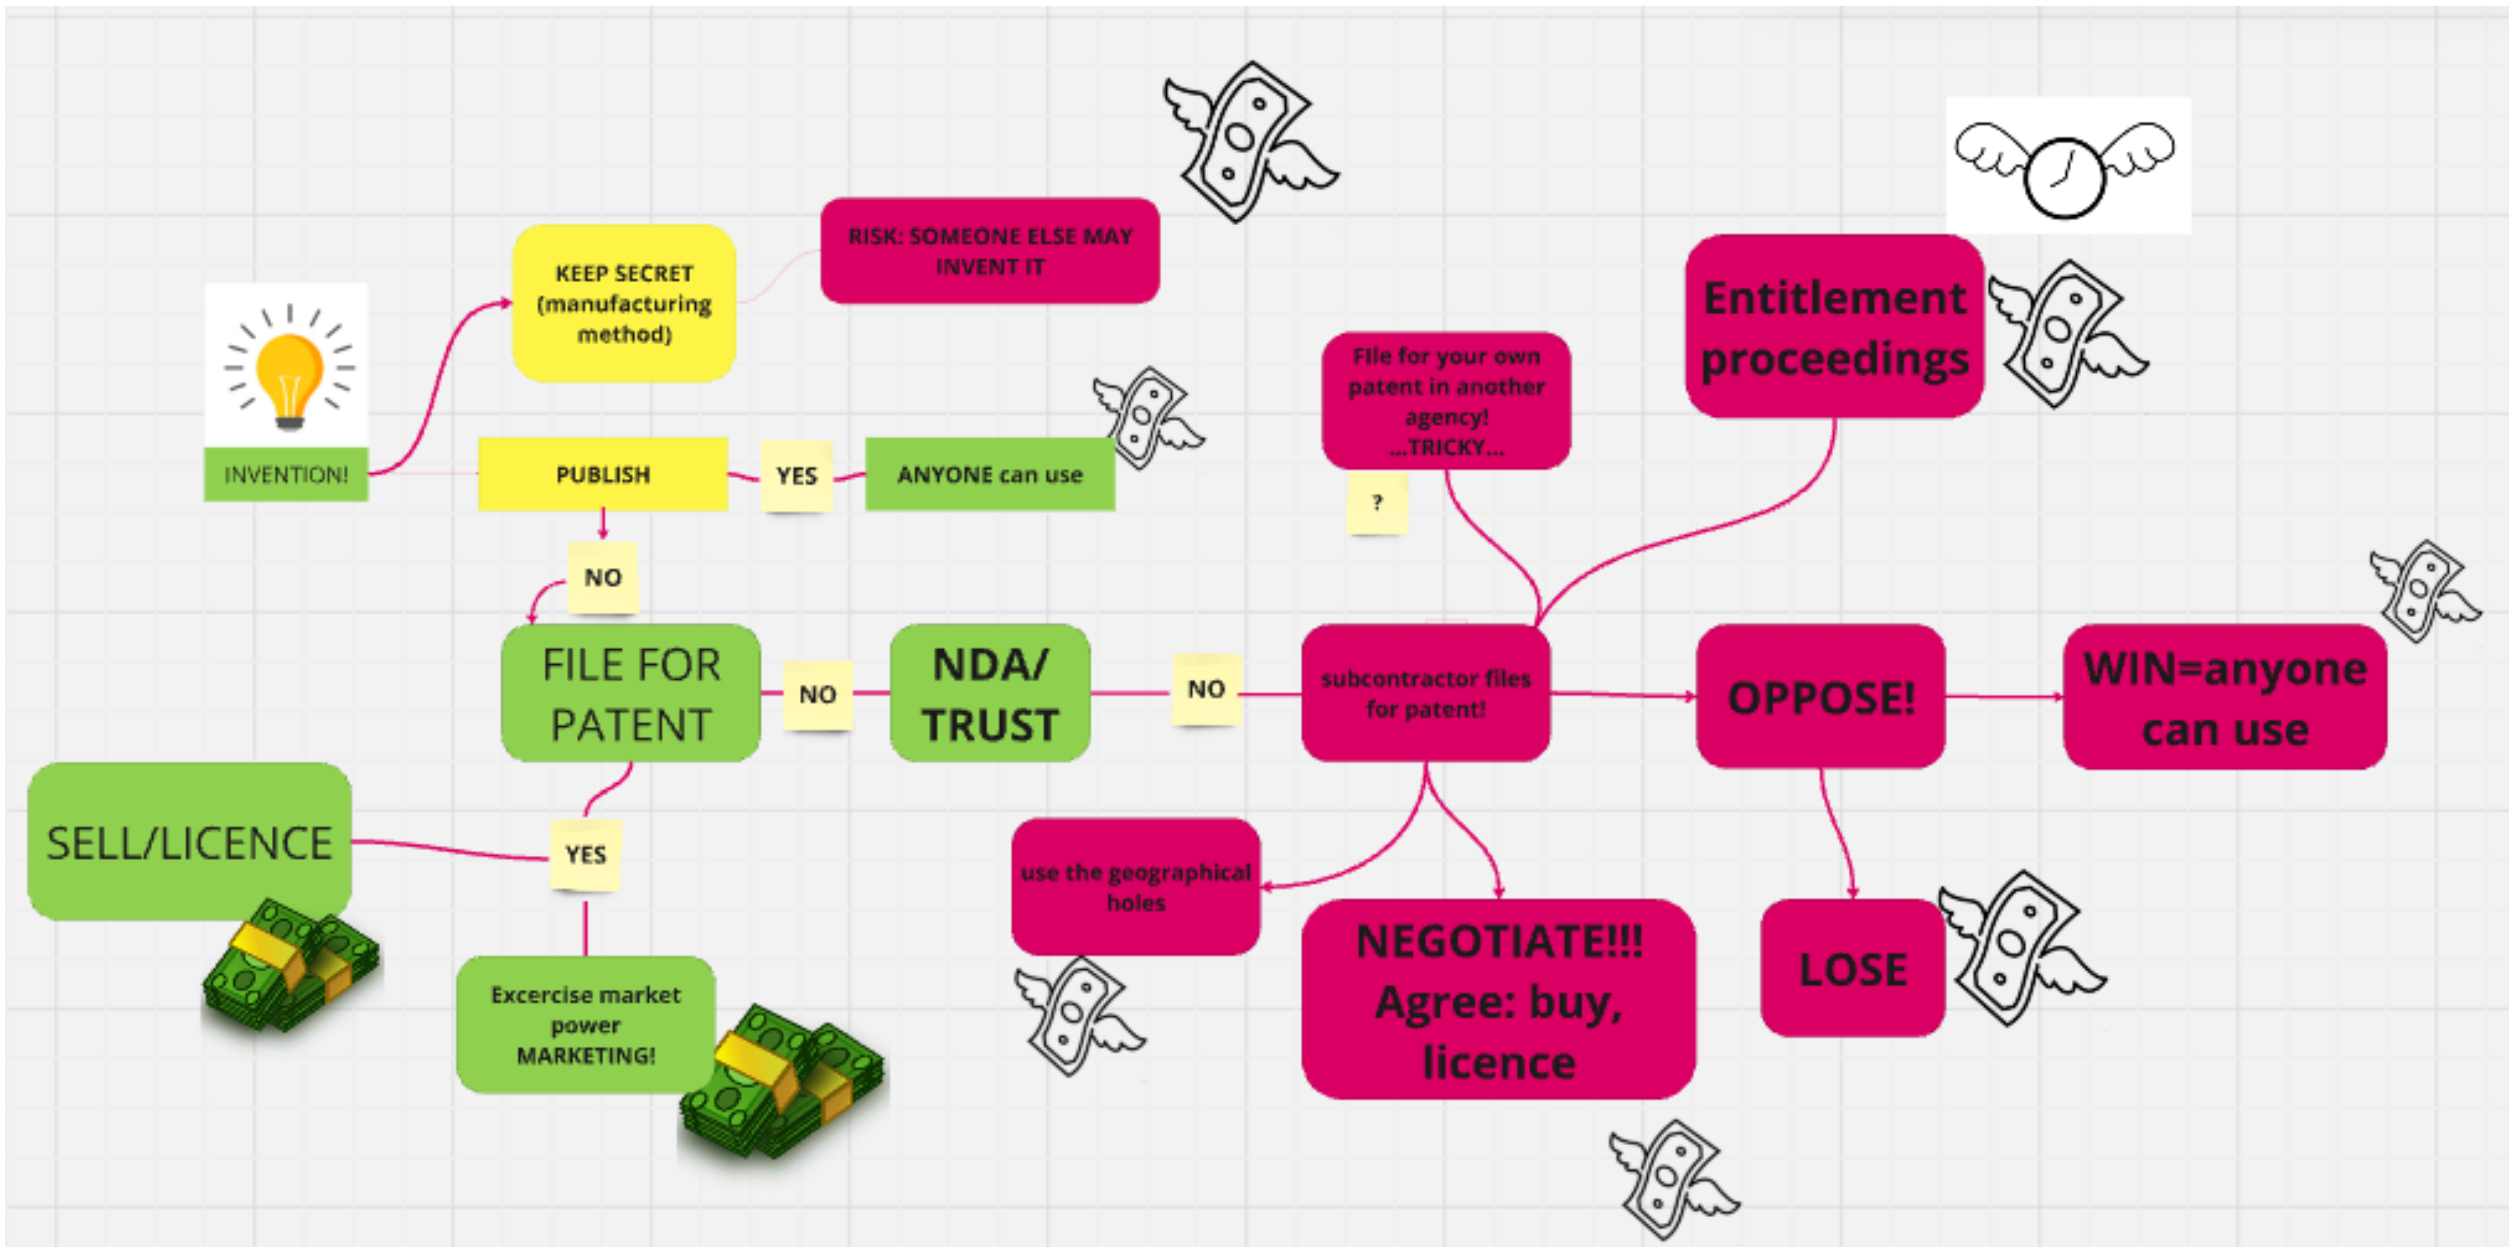 RISK: SOMEONE ELSE MAY
INVENT IT
KEEP SECRET
(manufacturing
method)
INVENTION!
PUBLISH
YES
ANYONE can use
NO
FIle for your own
patent in another
agency!
...TRICKY...
?
Entitlement
proceedings
FILE FOR
PATENT
NO
NDA/
TRUST
NO
subcontractor files
for patent!
OPPOSE!
WIN=anyone
can use
SELL/LICENCE
YES
Excercise market
power
MARKETING!
use the geographical
holes
NEGOTIATE!!!
Agree: buy,
licence
LOSE